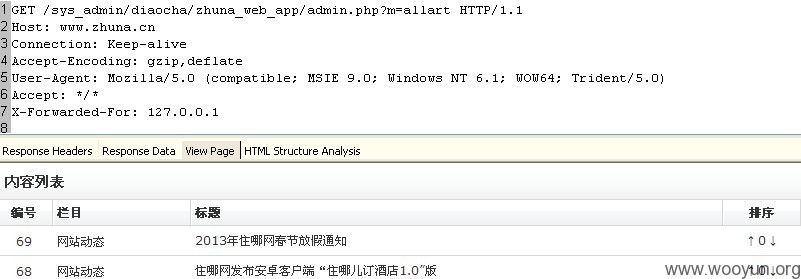 1 GET /sys_admin/diaocha/zhuna_web_app/admin.php?m=allart HTTP/1.1
2 Host: www.zhuna.cn
3 Connection: Keep-alive
4 Accept-Encoding: gzip,deflate
5 User-Agent: Mozilla/5.0 (compatible; MSIE 9.0; Windows NT 6.1; WOW64; Trident/5.0)
6 Accept: */*
7 X-Forwarded-For: 127.0.0.1
8
Response Headers Response Data View Page HTML Structure Analysis
内容列表
编号 栏目 标题 排序
69 网站动态 2013年住哪网春节放假通知 ↑ 0 ↓
68 网站动态 住哪网发布安卓客户端“住哪儿订酒店1.0”版 ↑ 0 ↓
www.wooyun.org